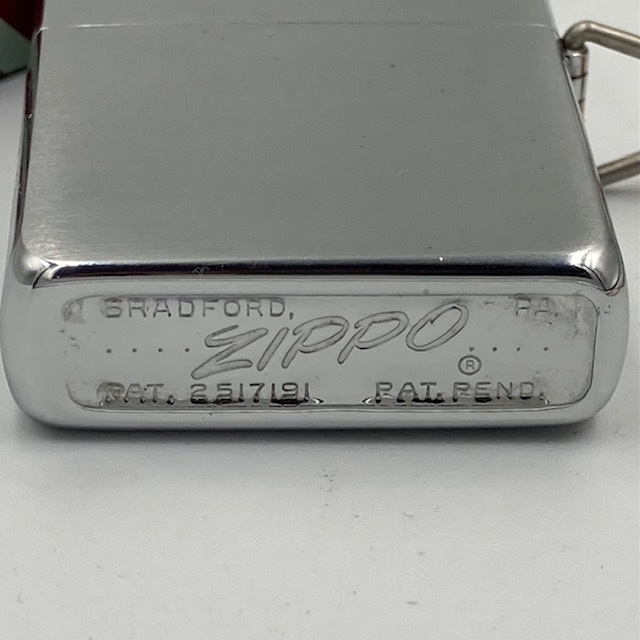 BRADFORD, PA
.... ZIPPO ® ....
PAT. 2517191 PAT. PEND.